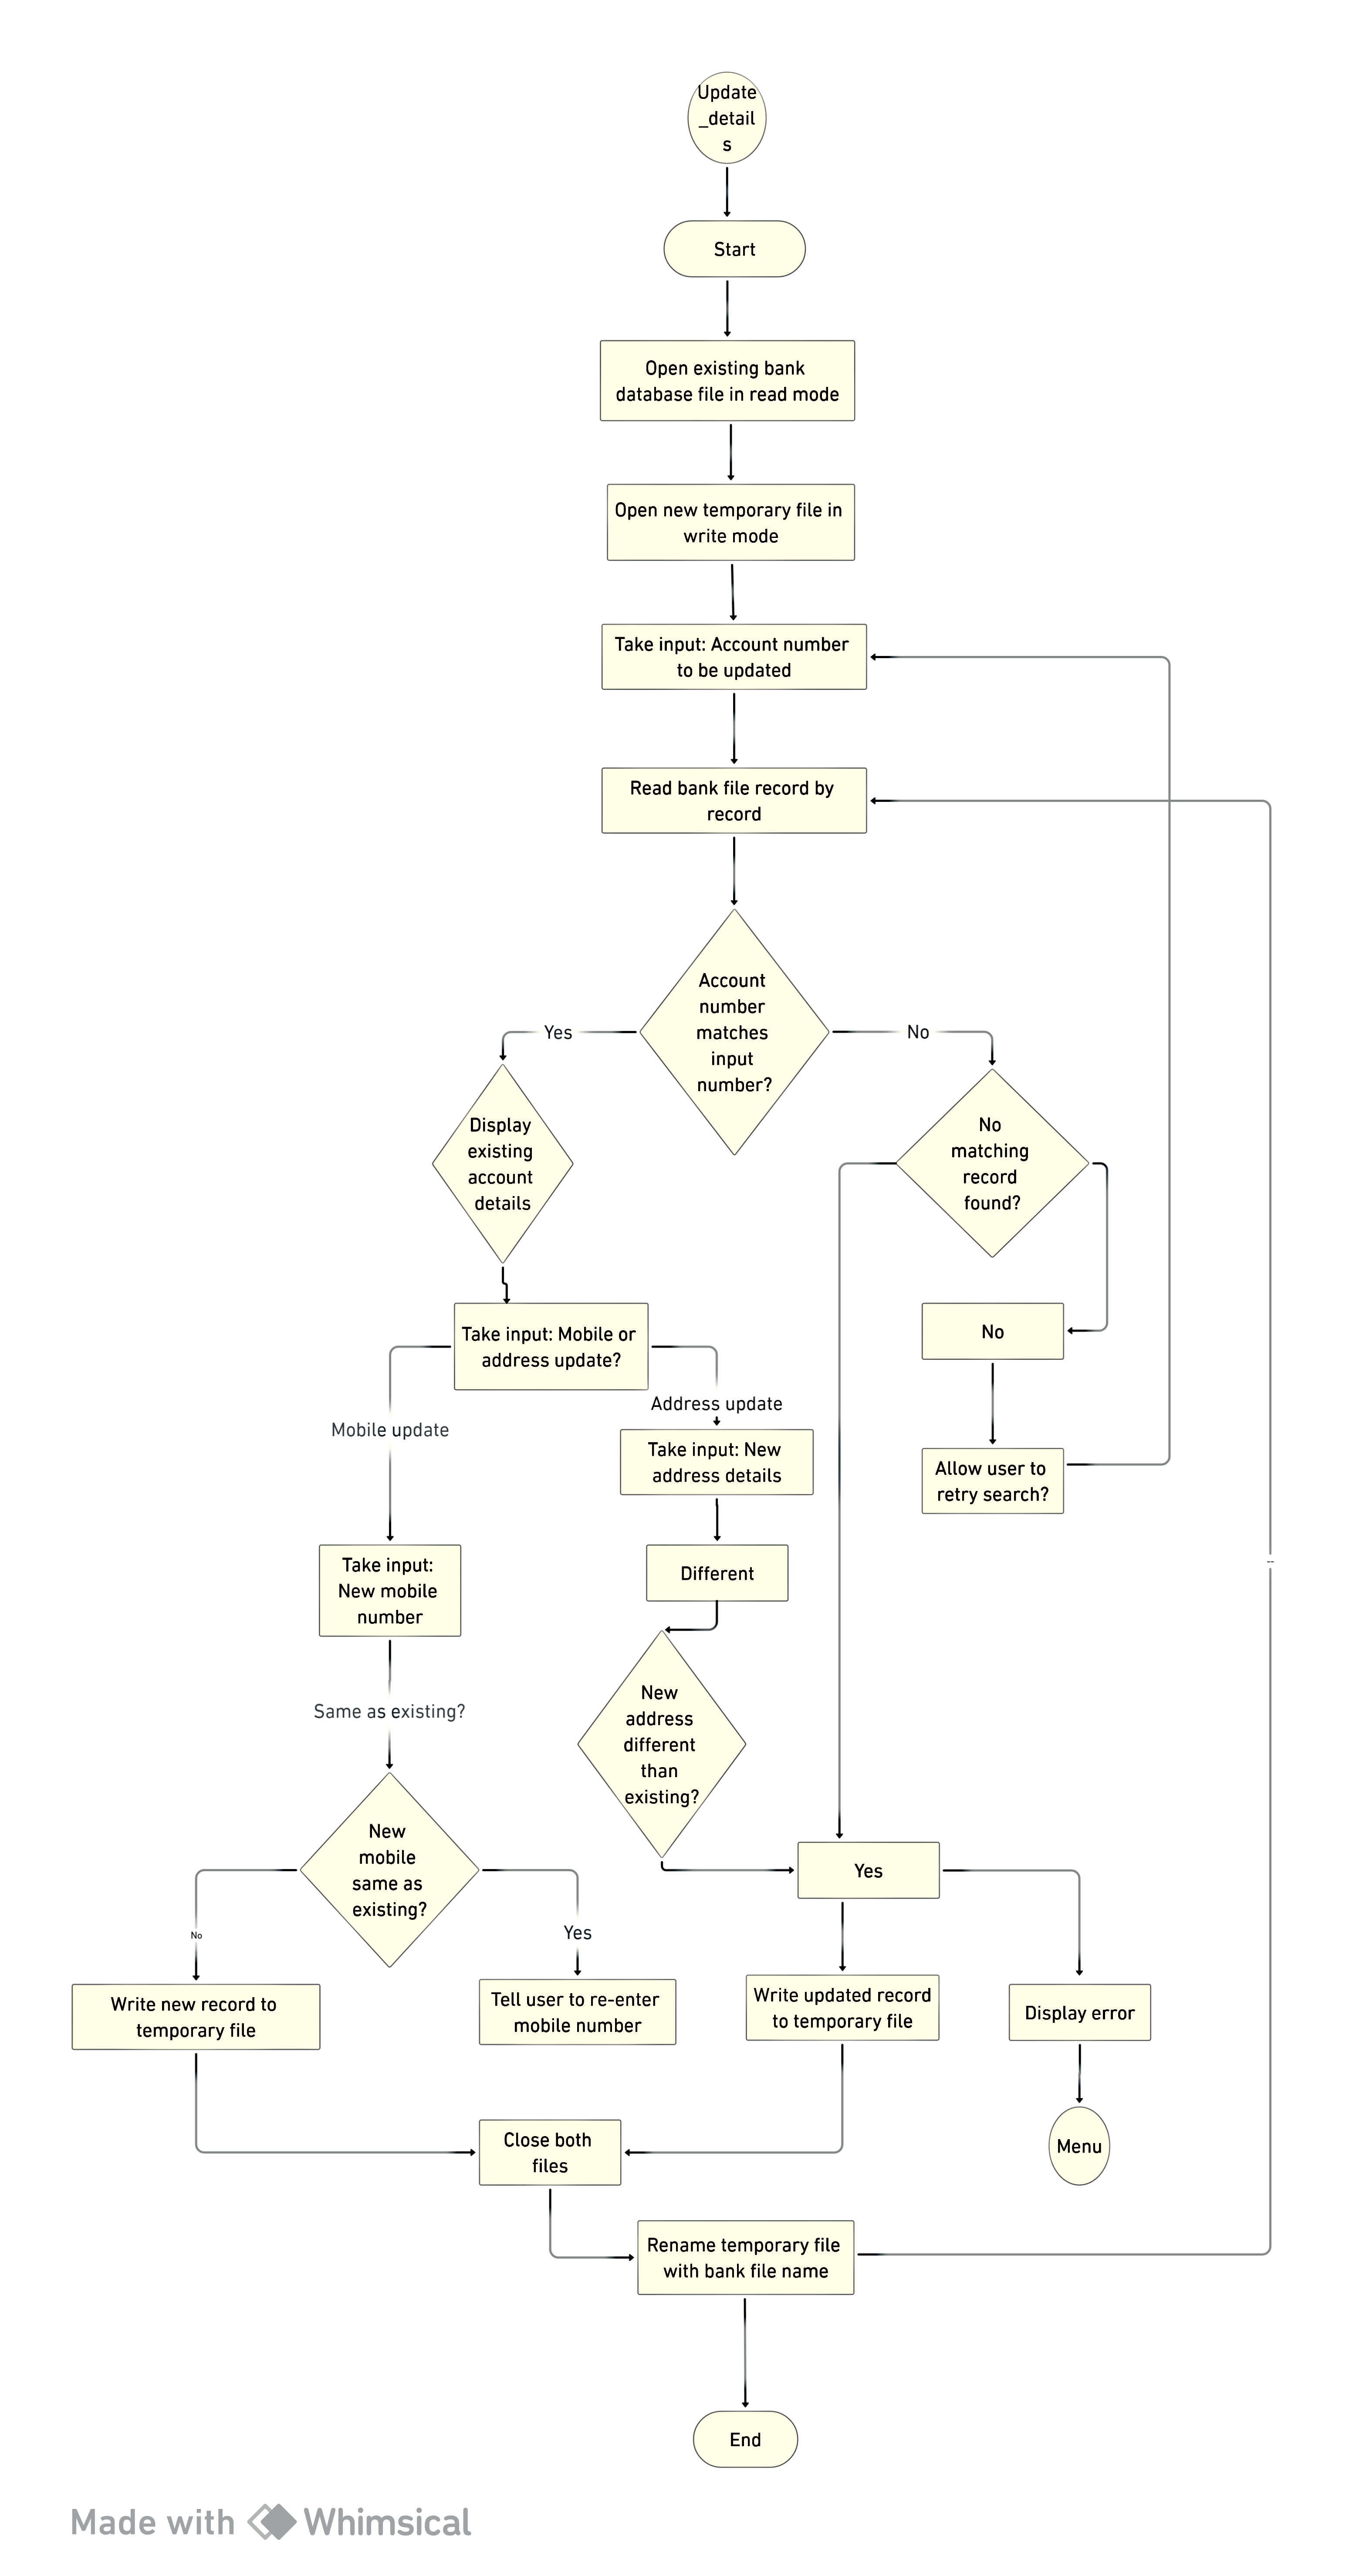 Update
_detail
s
Start
Open existing bank
database file in read mode
Open new temporary file in
write mode
Take input: Account number
to be updated
Read bank file record by
record
Account
number
matches
input
number?
Yes
No
Display
existing
account
details
No
matching
record
found?
Take input: Mobile or
address update?
No
Mobile update
Address update
Take input: New
address details
Allow user to
retry search?
Take input:
New mobile
number
Different
--
Same as existing?
New
address
different
than
existing?
New
mobile
same as
existing?
Yes
No
Yes
Write new record to
temporary file
Tell user to re-enter
mobile number
Write updated record
to temporary file
Display error
Close both
files
Menu
Rename temporary file
with bank file name
End
Made with Whimsical